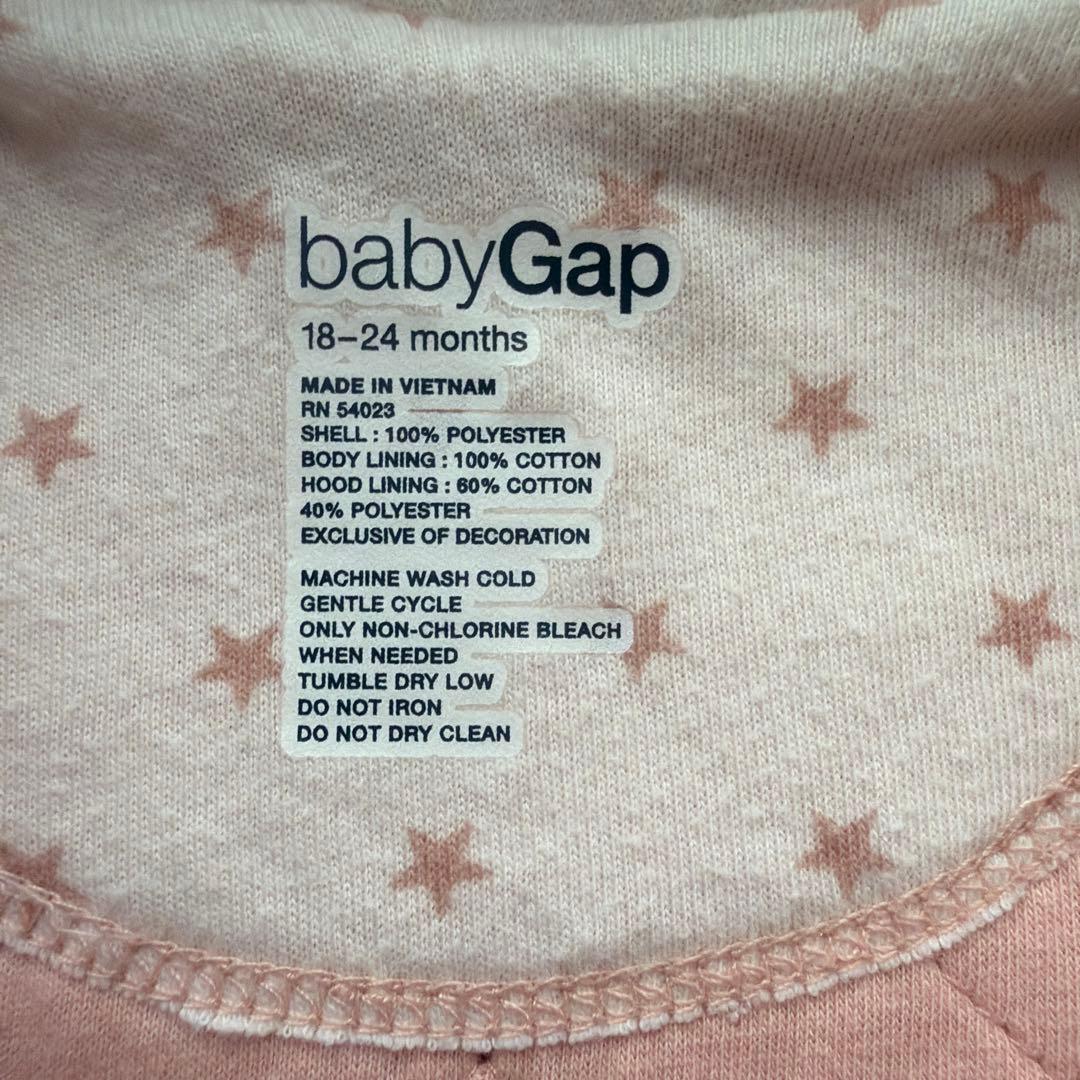 babyGap
18–24 months
MADE IN VIETNAM
RN 54023
SHELL : 100% POLYESTER
BODY LINING : 100% COTTON
HOOD LINING : 60% COTTON
40% POLYESTER
EXCLUSIVE OF DECORATION
MACHINE WASH COLD
GENTLE CYCLE
ONLY NON-CHLORINE BLEACH
WHEN NEEDED
TUMBLE DRY LOW
DO NOT IRON
DO NOT DRY CLEAN